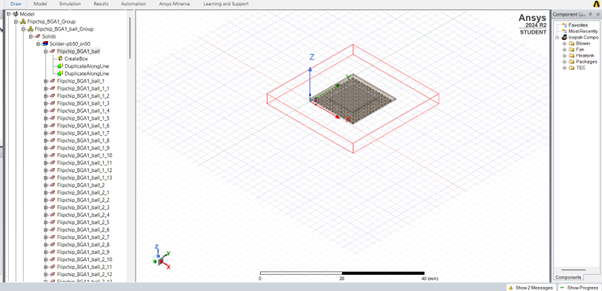 Draw Model Simulation Results Automation Ansys Minerva Learning and Support
Model
Flipchip_BGA1_Group
Flipchip_BGA1_ball_Group
Solids
Solder-pb50_sn50
Flipchip_BGA1_ball
CreateBox
DuplicateAlongLine
DuplicateAlongLine
Flipchip_BGA1_ball_1
Flipchip_BGA1_ball_1_1
Flipchip_BGA1_ball_1_2
Flipchip_BGA1_ball_1_3
Flipchip_BGA1_ball_1_4
Flipchip_BGA1_ball_1_5
Flipchip_BGA1_ball_1_6
Flipchip_BGA1_ball_1_7
Flipchip_BGA1_ball_1_8
Flipchip_BGA1_ball_1_9
Flipchip_BGA1_ball_1_10
Flipchip_BGA1_ball_1_11
Flipchip_BGA1_ball_1_12
Flipchip_BGA1_ball_1_13
Flipchip_BGA1_ball_2
Flipchip_BGA1_ball_2_1
Flipchip_BGA1_ball_2_2
Flipchip_BGA1_ball_2_3
Flipchip_BGA1_ball_2_4
Flipchip_BGA1_ball_2_5
Flipchip_BGA1_ball_2_6
Flipchip_BGA1_ball_2_7
Flipchip_BGA1_ball_2_8
Flipchip_BGA1_ball_2_9
Flipchip_BGA1_ball_2_10
Flipchip_BGA1_ball_2_11
Flipchip_BGA1_ball_2_12
Ansys
2024 R2
STUDENT
Z
Y
X
Z
Y
X
0 20 40 (mm)
Component Li...
Favorites
Most Recently
Icepak Compo
Blower
Fan
Heatsink
Packages
TEC
Components
Show 2 Messages
Show Progress